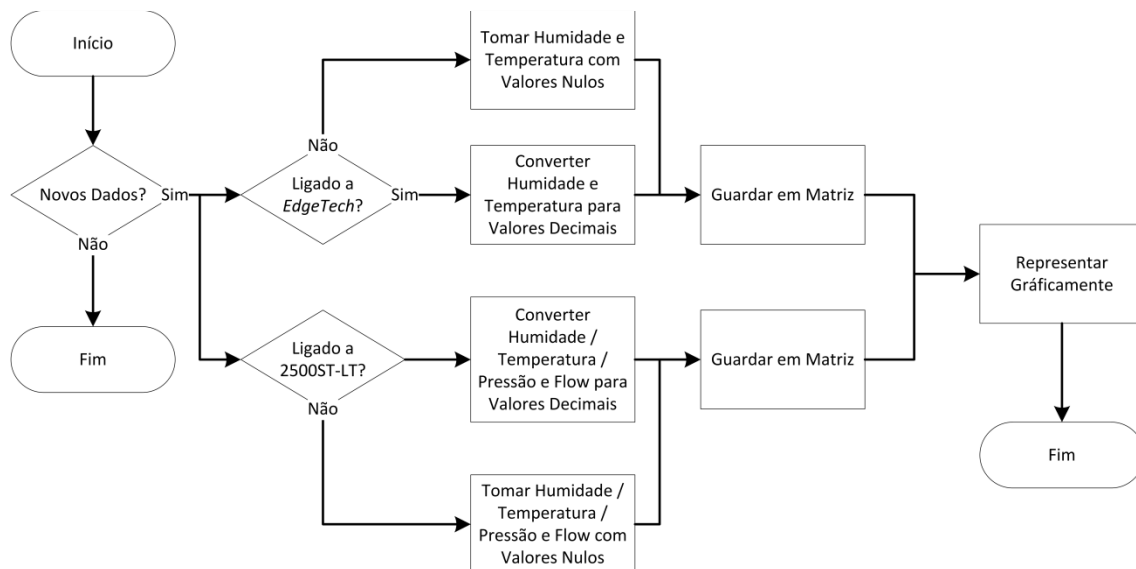 Início
Tomar Humidade e
Temperatura com
Valores Nulos
Não
Novos Dados?
Sim
Ligado a
EdgeTech?
Sim
Converter
Humidade e
Temperatura para
Valores Decimais
Guardar em Matriz
Não
Representar
Gráficamente
Fim
Ligado a
2500ST-LT?
Converter
Humidade /
Temperatura /
Pressão e Flow para
Valores Decimais
Guardar em Matriz
Não
Fim
Tomar Humidade /
Temperatura /
Pressão e Flow com
Valores Nulos